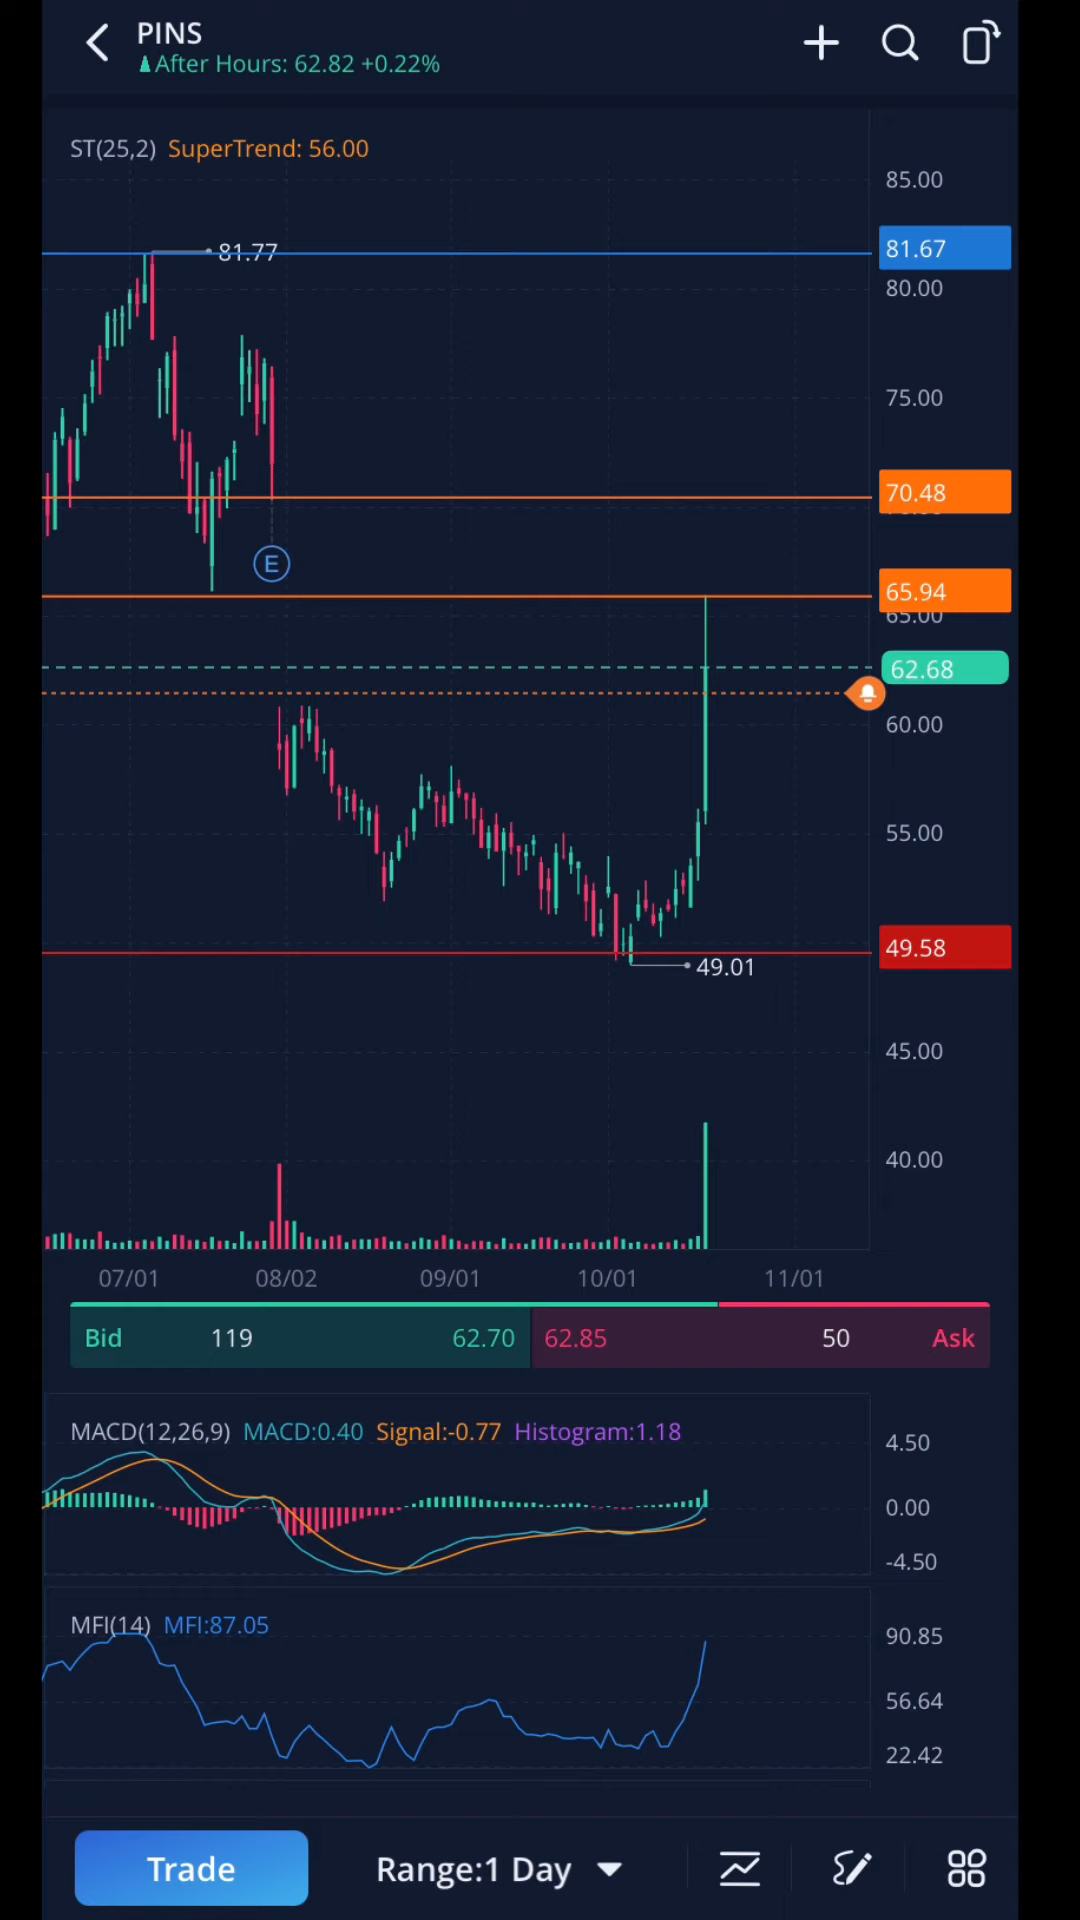 PINS
After Hours: 62.82 +0.22%
ST(25,2) SuperTrend: 56.00
85.00
81.77
81.67
80.00
75.00
70.48
E
65.94
65.00
62.68
60.00
55.00
49.58
49.01
45.00
40.00
07/01 08/02 09/01 10/01 11/01
Bid 119 62.70 62.85 50 Ask
MACD(12,26,9) MACD:0.40 Signal:-0.77 Histogram:1.18
4.50
0.00
-4.50
MFI(14) MFI:87.05
90.85
56.64
22.42
Trade Range:1 Day